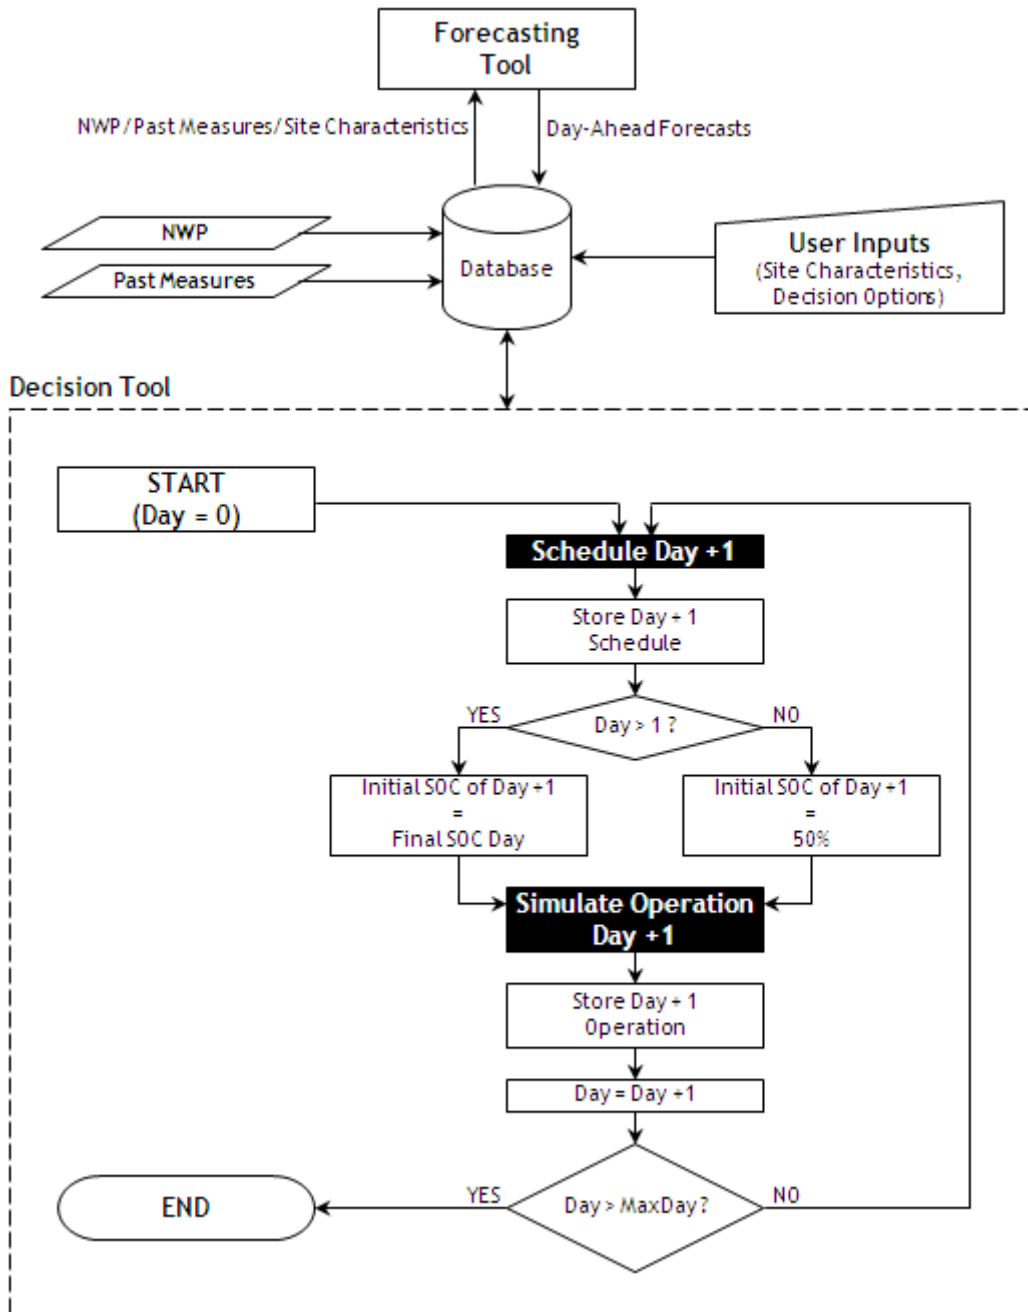 Forecasting
Tool
NWP/Past Measures/Site Characteristics
Day-Ahead Forecasts
NWP
Past Measures
Database
User Inputs
(Site Characteristics,
Decision Options)
Decision Tool
START
(Day = 0)
Schedule Day +1
Store Day + 1
Schedule
Day > 1 ?
YES
NO
Initial SOC of Day +1
=
Final SOC Day
Initial SOC of Day +1
=
50%
Simulate Operation
Day +1
Store Day + 1
Operation
Day = Day +1
Day > MaxDay?
YES
NO
END